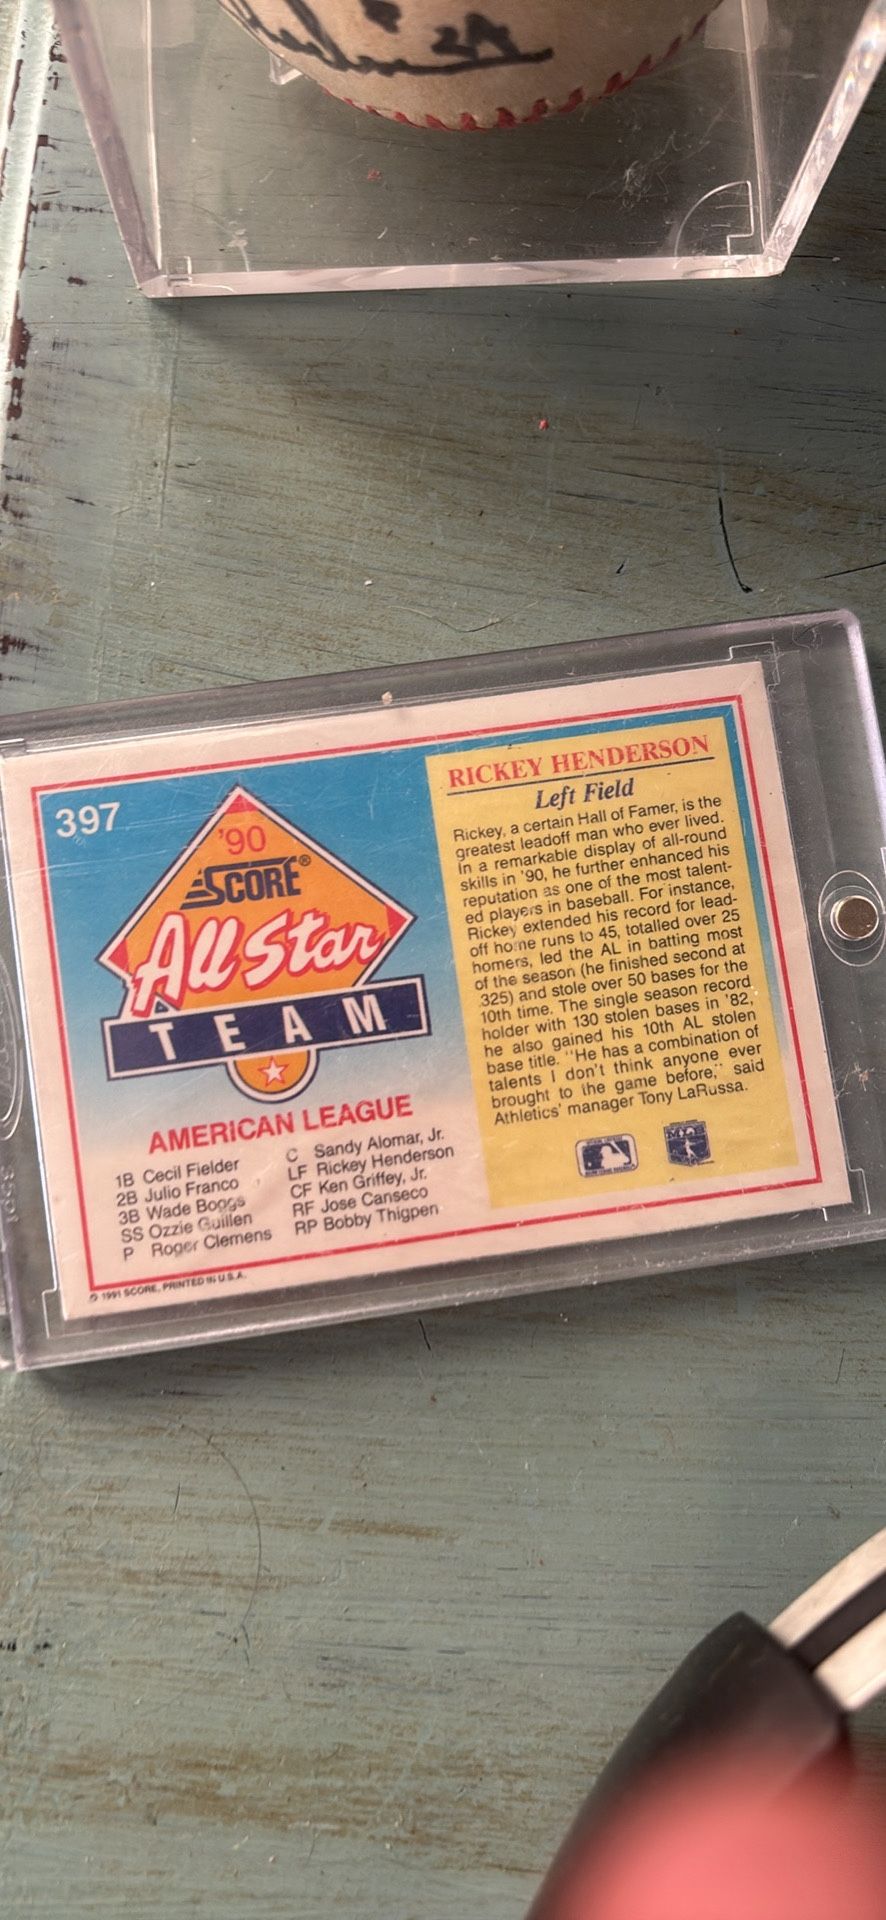 24
397
'90
SCORE®
All Star
TEAM
AMERICAN LEAGUE
1B Cecil Fielder
2B Julio Franco
3B Wade Boggs
SS Ozzie Guillen
P Roger Clemens
C Sandy Alomar, Jr.
LF Rickey Henderson
CF Ken Griffey, Jr.
RF Jose Canseco
RP Bobby Thigpen
© 1991 SCORE, PRINTED IN U.S.A.
RICKEY HENDERSON
Left Field
Rickey, a certain Hall of Famer, is the
greatest leadoff man who ever lived.
In a remarkable display of all-round
skills in '90, he further enhanced his
reputation as one of the most talent-
ed players in baseball. For instance,
Rickey extended his record for lead-
off home runs to 45, totalled over 25
homers, led the AL in batting most
of the season (he finished second at
.325) and stole over 50 bases for the
10th time. The single season record
holder with 130 stolen bases in '82,
he also gained his 10th AL stolen
base title. "He has a combination of
talents I don't think anyone ever
brought to the game before," said
Athletics' manager Tony LaRussa.